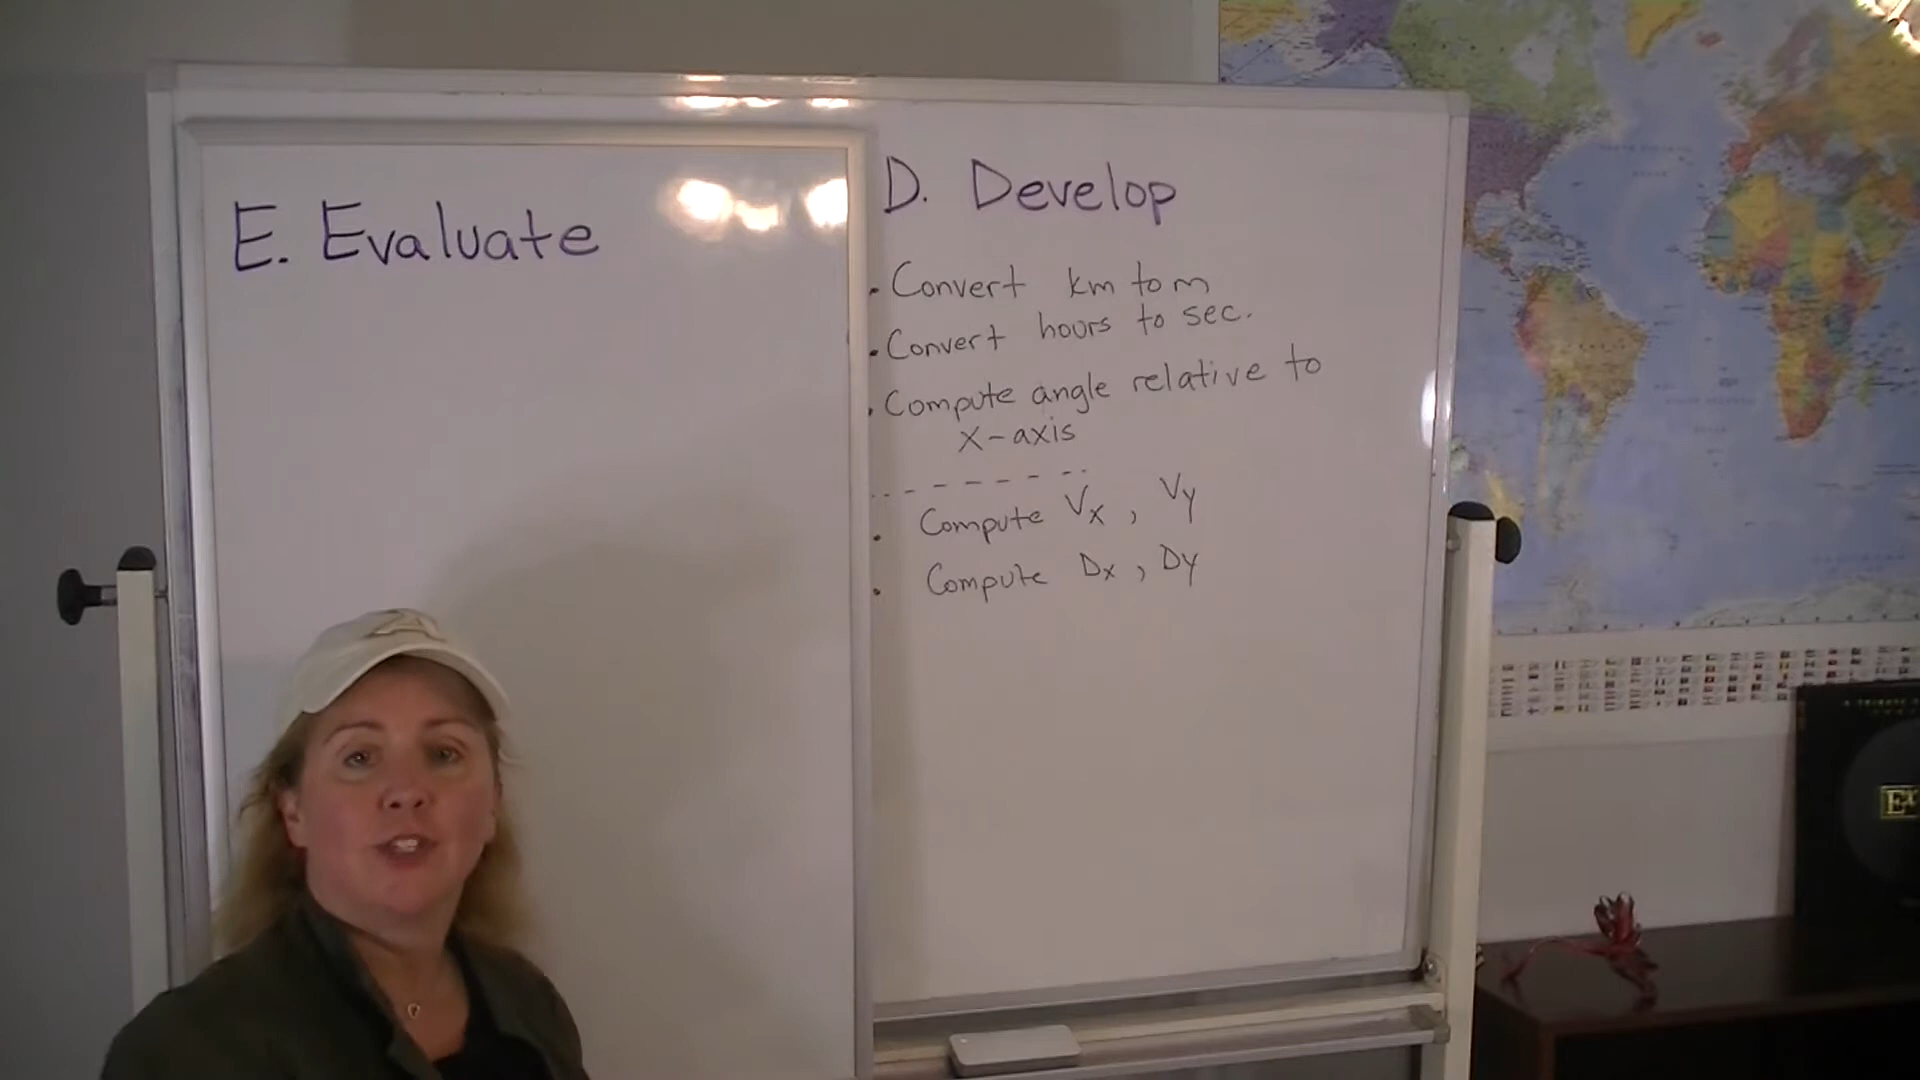 E. Evaluate
D. Develop
. Convert km to m
. Convert hours to sec.
. Compute angle relative to
x-axis
. Compute Vx , Vy
. Compute Dx , Dy